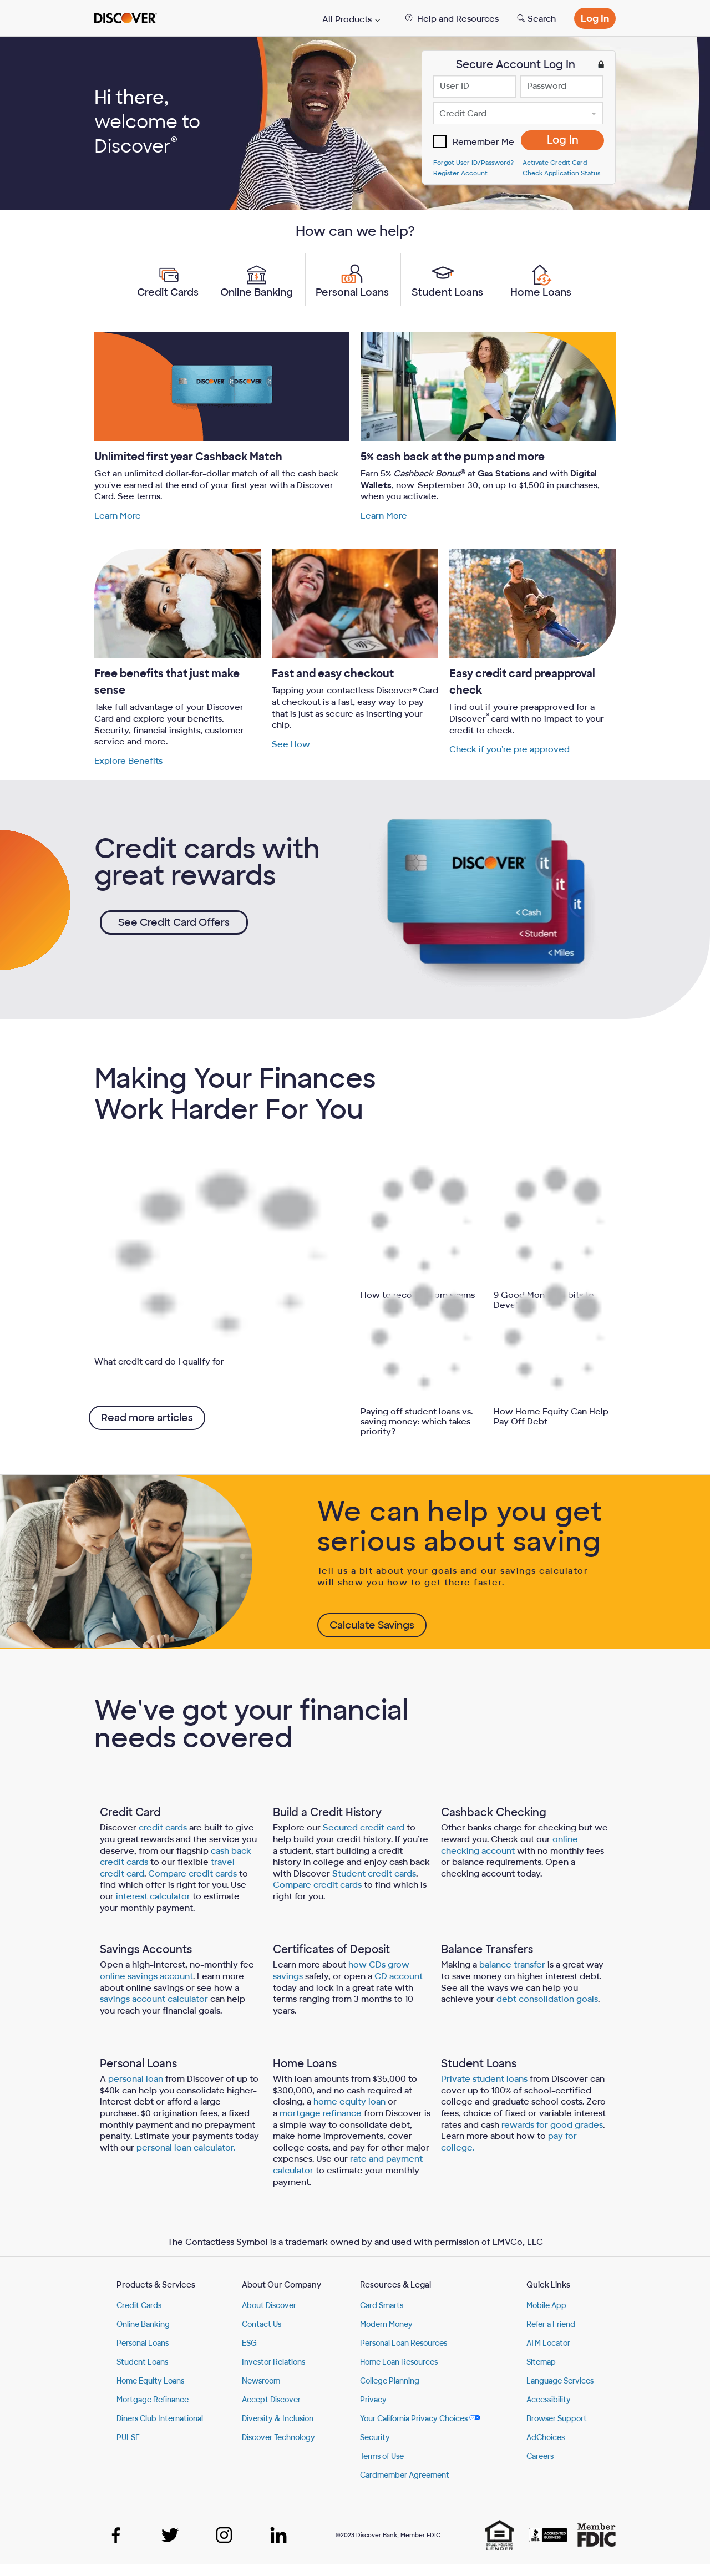 DISCOVER
All Products
Help and Resources
Search
Log In
Hi there,
welcome to
Discover®
Secure Account Log In
User ID
Password
Credit Card
Remember Me
Log In
Forgot User ID/Password?
Activate Credit Card
Register Account
Check Application Status
How can we help?
Credit Cards
Online Banking
Personal Loans
Student Loans
Home Loans
DISCOVER
DISCOVER
Unlimited first year Cashback Match
Get an unlimited dollar-for-dollar match of all the cash back
you've earned at the end of your first year with a Discover
Card. See terms.
Learn More
5% cash back at the pump and more
Earn 5% Cashback Bonus® at Gas Stations and with Digital
Wallets, now-September 30, on up to $1,500 in purchases,
when you activate.
Learn More
Free benefits that just make
sense
Take full advantage of your Discover
Card and explore your benefits.
Security, financial insights, customer
service and more.
Explore Benefits
Fast and easy checkout
Tapping your contactless Discover® Card
at checkout is a fast, easy way to pay
that is just as secure as inserting your
chip.
See How
Easy credit card preapproval
check
Find out if you're preapproved for a
Discover® card with no impact to your
credit to check.
Check if you're pre approved
Credit cards with
great rewards
See Credit Card Offers
DISCOVER
it
it
it
Cash
Student
Miles
Making Your Finances
Work Harder For You
What credit card do I qualify for
Read more articles
How to
9 Good
Paying off student loans vs.
saving money: which takes
priority?
How Home Equity Can Help
Pay Off Debt
We can help you get
serious about saving
Tell us a bit about your goals and our savings calculator
will show you how to get there faster.
Calculate Savings
We've got your financial
needs covered
Credit Card
Discover credit cards are built to give
you great rewards and the service you
deserve, from our flagship cash back
credit cards to our flexible travel
credit card. Compare credit cards to
find which offer is right for you. Use
our interest calculator to estimate
your monthly payment.
Build a Credit History
Explore our Secured credit card to
help build your credit history. If you're
a student, start building a credit
history in college and enjoy cash back
with Discover Student credit cards.
Compare credit cards to find which is
right for you.
Cashback Checking
Other banks charge for checking but we
reward you. Check out our online
checking account with no monthly fees
or balance requirements. Open a
checking account today.
Savings Accounts
Open a high-interest, no-monthly fee
online savings account. Learn more
about online savings or see how a
savings account calculator can help
you reach your financial goals.
Certificates of Deposit
Learn more about how CDs grow
savings safely, or open a CD account
today and lock in a great rate with
terms ranging from 3 months to 10
years.
Balance Transfers
Making a balance transfer is a great way
to save money on higher interest debt.
See all the ways we can help you
achieve your debt consolidation goals.
Personal Loans
A personal loan from Discover of up to
$40k can help you consolidate higher-
interest debt or afford a large
purchase. $0 origination fees, a fixed
monthly payment and no prepayment
penalty. Estimate your payments today
with our personal loan calculator.
Home Loans
With loan amounts from $35,000 to
$300,000, and no cash required at
closing, a home equity loan or
a mortgage refinance from Discover is
a simple way to consolidate debt,
make home improvements, cover
college costs, and pay for other major
expenses. Use our rate and payment
calculator to estimate your monthly
payment.
Student Loans
Private student loans from Discover can
cover up to 100% of school-certified
college and graduate school costs. Zero
fees, choice of fixed or variable interest
rates and cash rewards for good grades.
Learn more about how to pay for
college.
The Contactless Symbol is a trademark owned by and used with permission of EMVCo, LLC
Products & Services
Credit Cards
Online Banking
Personal Loans
Student Loans
Home Equity Loans
Mortgage Refinance
Diners Club International
PULSE
About Our Company
About Discover
Contact Us
ESG
Investor Relations
Newsroom
Accept Discover
Diversity & Inclusion
Discover Technology
Resources & Legal
Card Smarts
Modern Money
Personal Loan Resources
Home Loan Resources
College Planning
Privacy
Your California Privacy Choices
Security
Terms of Use
Cardmember Agreement
Quick Links
Mobile App
Refer a Friend
ATM Locator
Sitemap
Language Services
Accessibility
Browser Support
AdChoices
Careers
©2023 Discover Bank, Member FDIC
EQUAL HOUSING
LENDER
BBB
ACCREDITED
BUSINESS
Member
FDIC